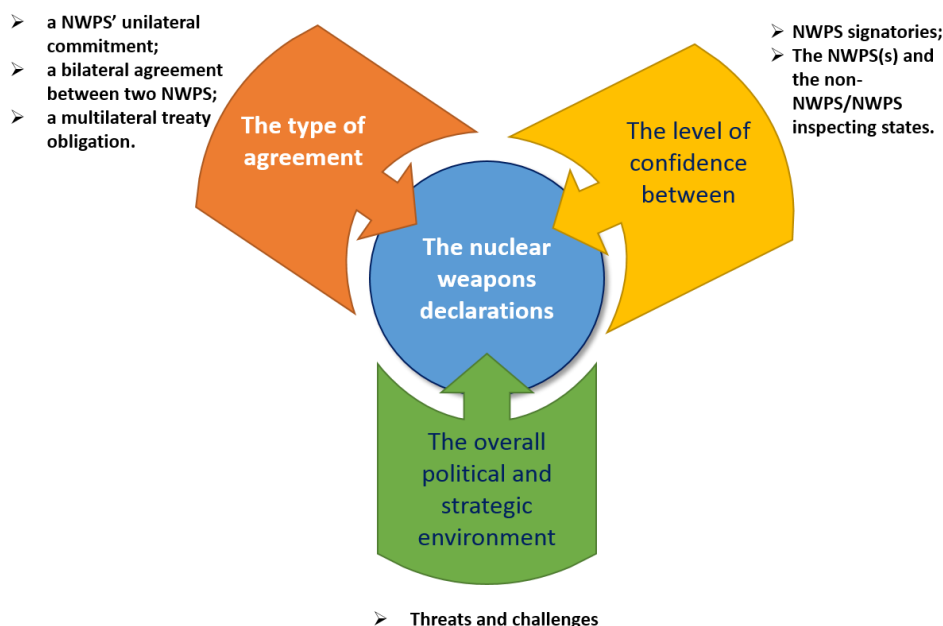 ➢ a NWPS’ unilateral
commitment;
➢ a bilateral agreement
between two NWPS;
➢ a multilateral treaty
obligation.
The type of
agreement
➢ NWPS signatories;
➢ The NWPS(s) and
the non-
NWPS/NWPS
inspecting states.
The level of
confidence
between
The nuclear
weapons
declarations
The overall
political and
strategic
environment
➢ Threats and challenges